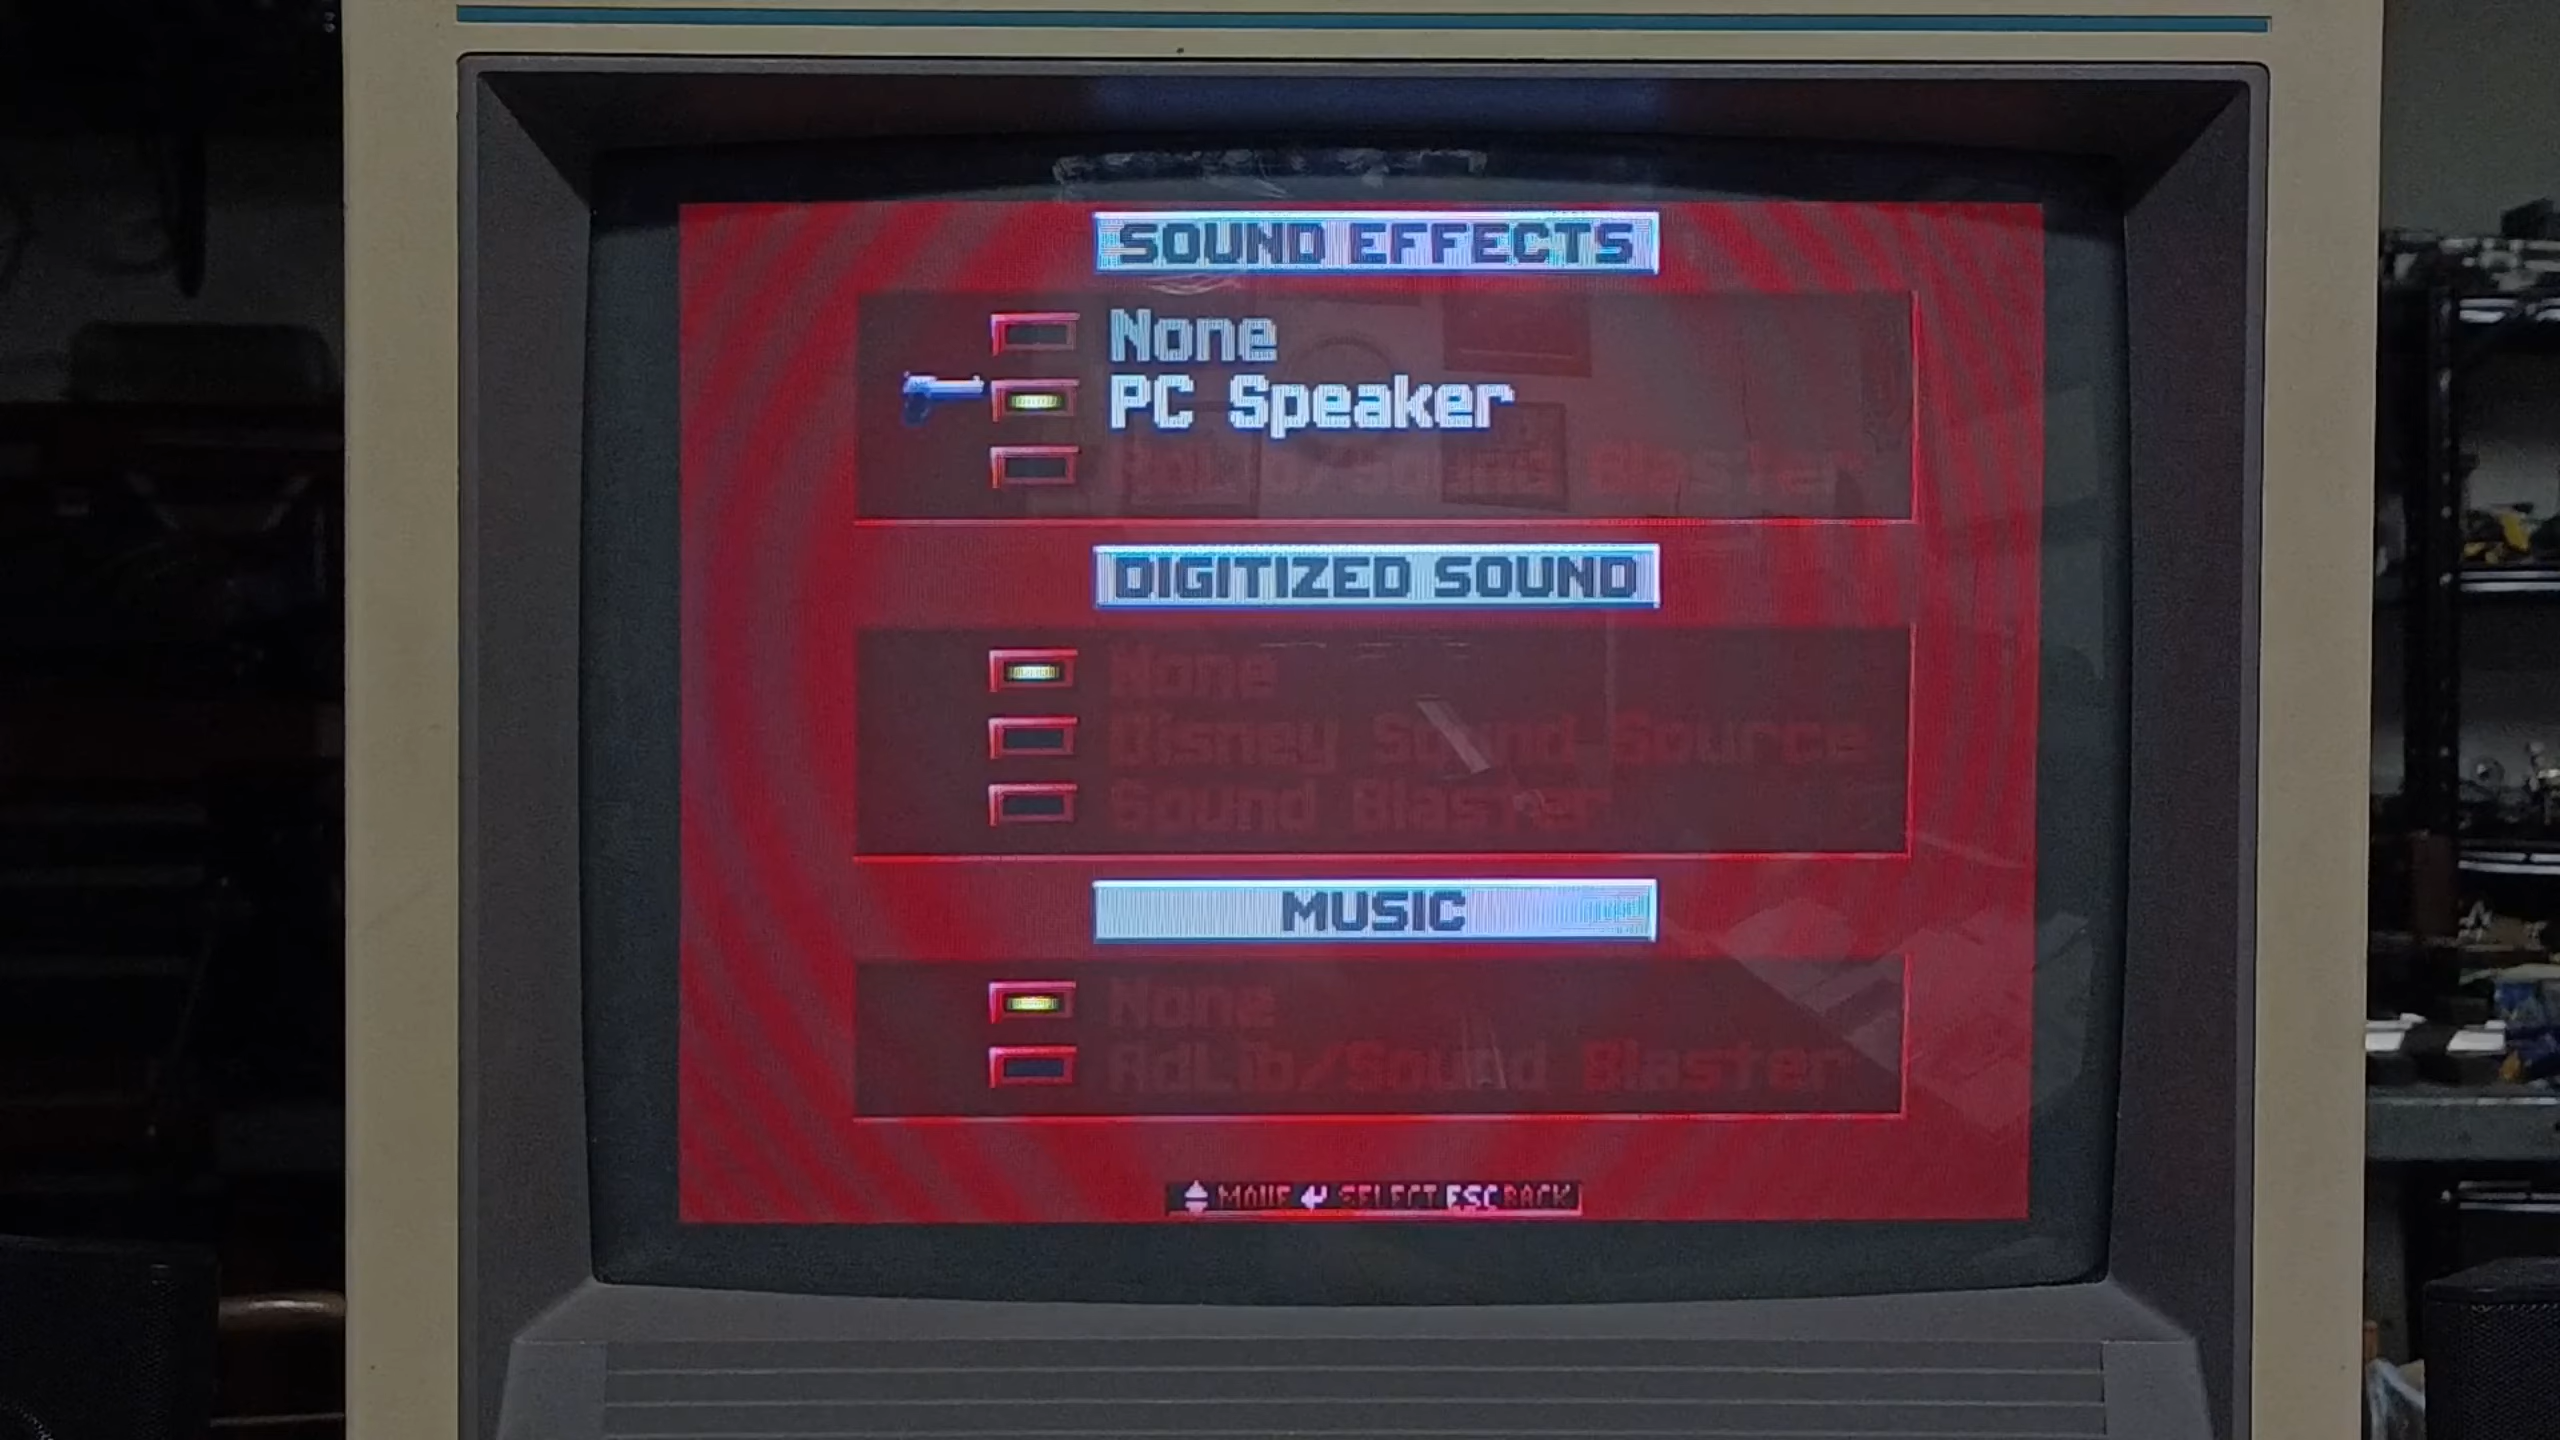 SOUND EFFECTS
None
PC Speaker
AdLib/Sound Blaster
DIGITIZED SOUND
None
Disney Sound Source
Sound Blaster
MUSIC
None
AdLib/Sound Blaster
MOVE SELECT ESC BACK